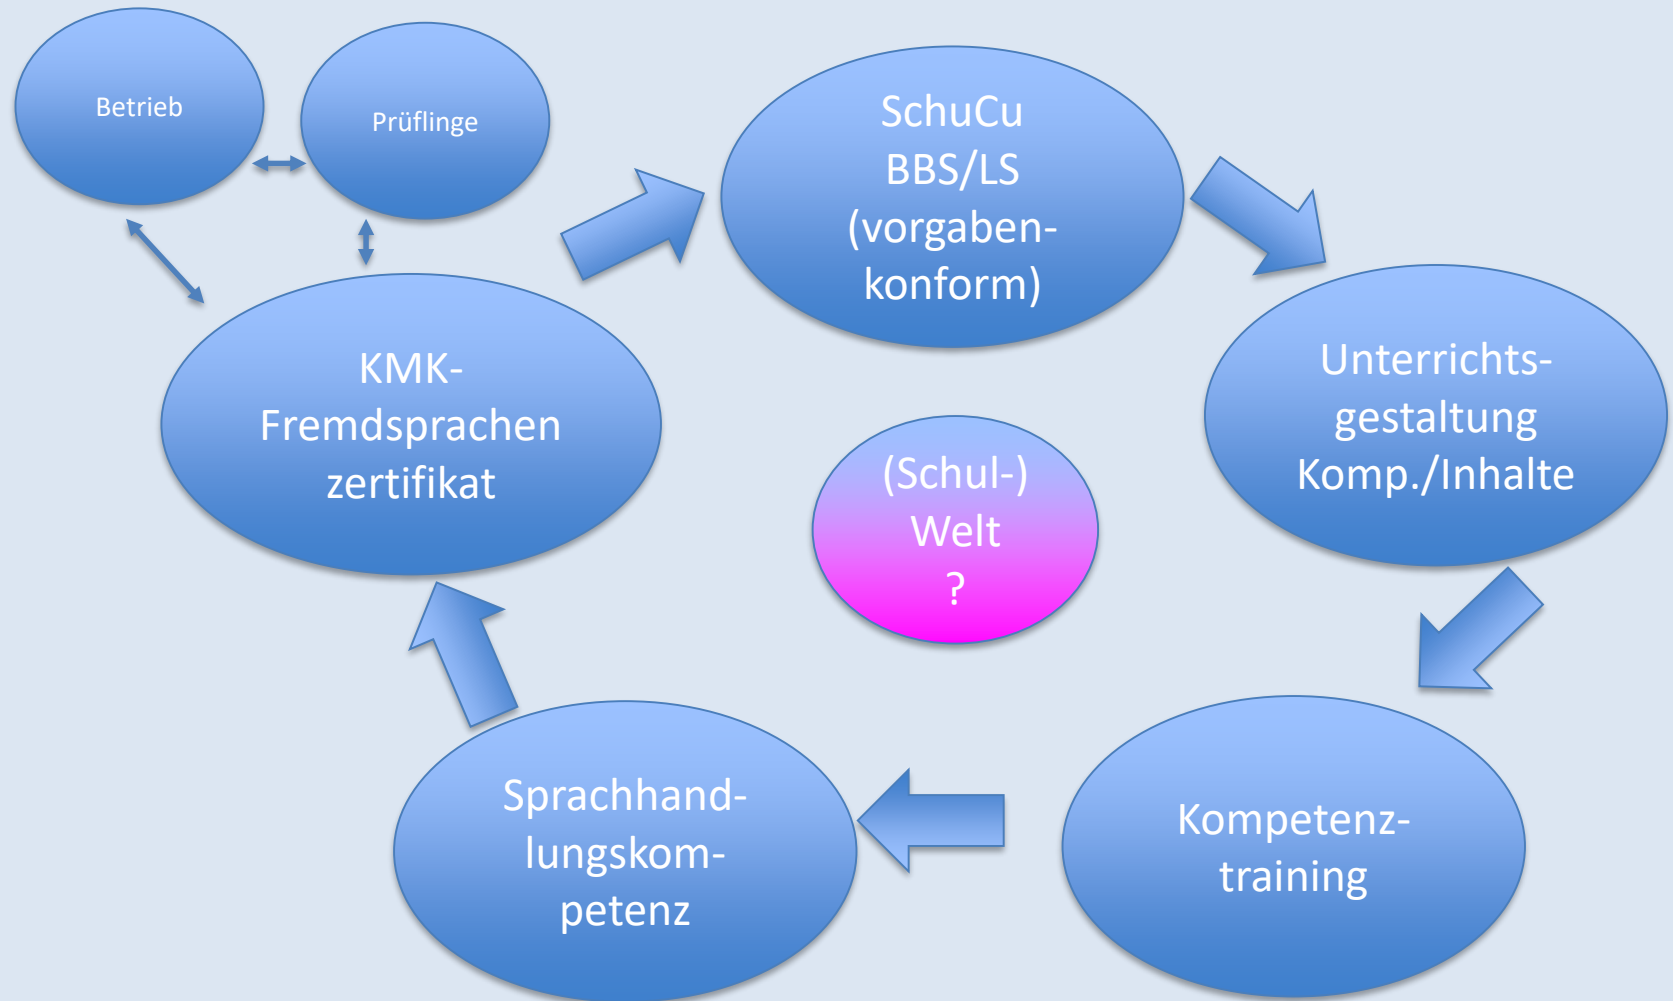 Betrieb
Prüflinge
SchuCu
BBS/LS
(vorgaben-
konform)
Unterrichts-
gestaltung
Komp./Inhalte
KMK-
Fremdsprachen
zertifikat
(Schul-)
Welt
?
Sprachhand-
lungskom-
petenz
Kompetenz-
training